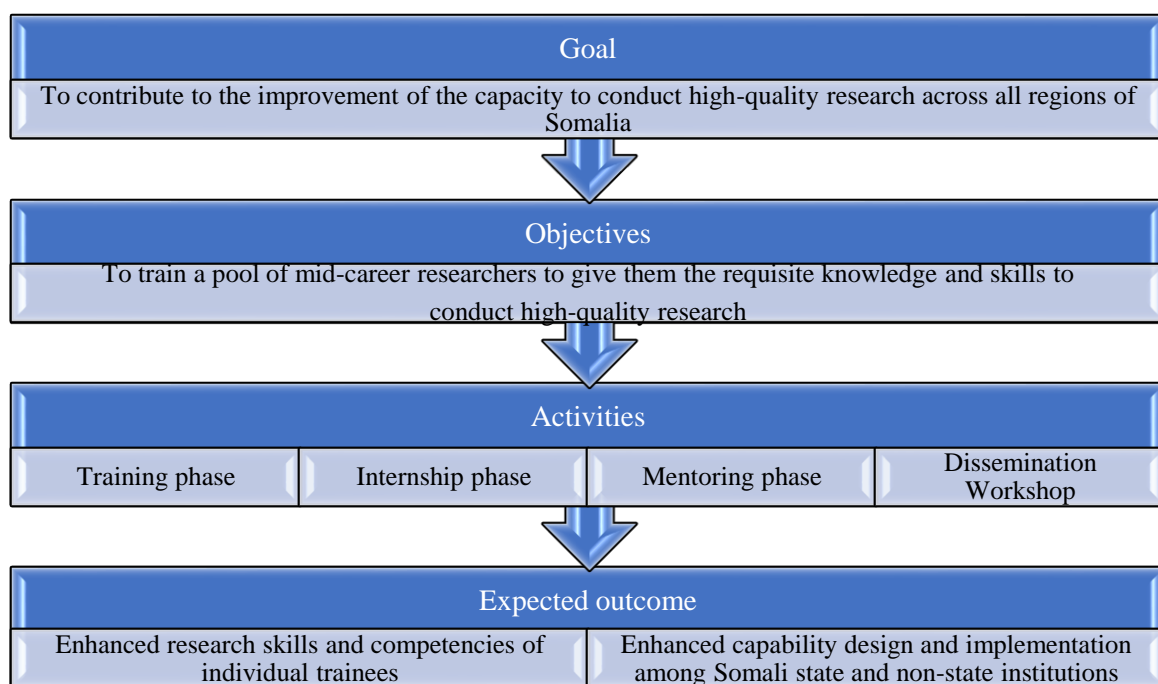 Goal
To contribute to the improvement of the capacity to conduct high-quality research across all regions of
Somalia
Objectives
To train a pool of mid-career researchers to give them the requisite knowledge and skills to
conduct high-quality research
Activities
Training phase
Internship phase
Mentoring phase
Dissemination
Workshop
Expected outcome
Enhanced research skills and competencies of
individual trainees
Enhanced capability design and implementation
among Somali state and non-state institutions